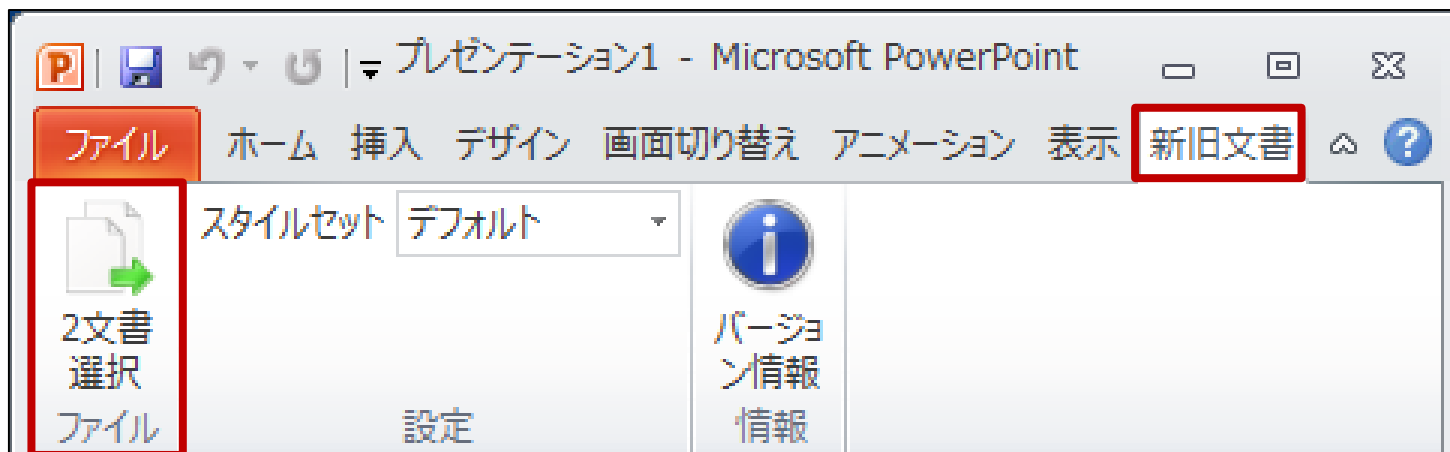 プレゼンテーション1 - Microsoft PowerPoint
ファイル ホーム 挿入 デザイン 画面切り替え アニメーション 表示 新旧文書
スタイルセット デフォルト
2文書
選択
バージョ
ン情報
ファイル 設定 情報